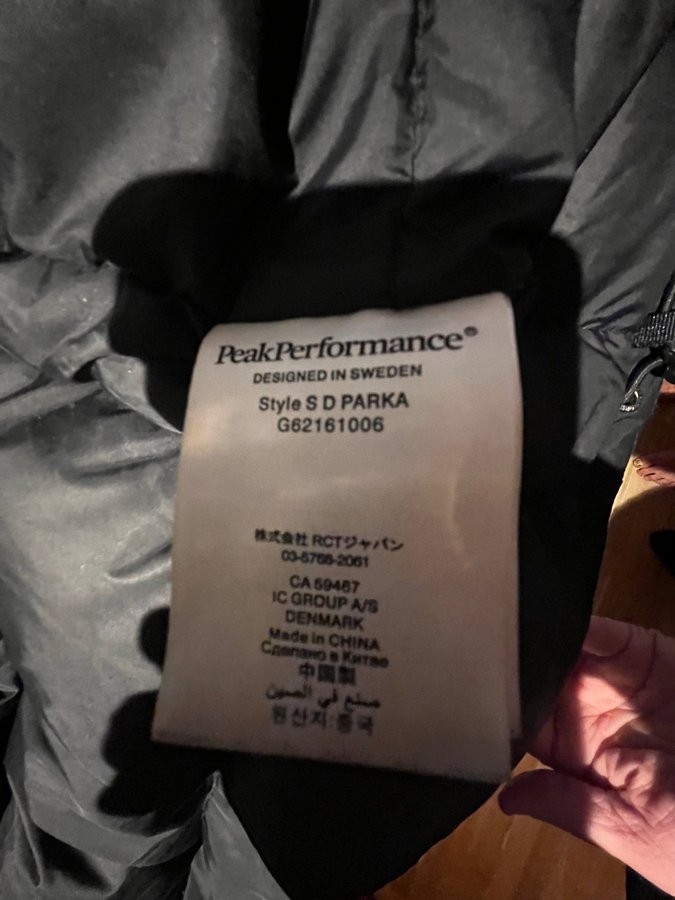 PeakPerformance®
DESIGNED IN SWEDEN
Style S D PARKA
G62161006
株式会社 RCTジャパン
03-6768-2061
CA 59467
IC GROUP A/S
DENMARK
Made in CHINA
Сделано в Китае
中国製
صنع في الصين
원산지:중국